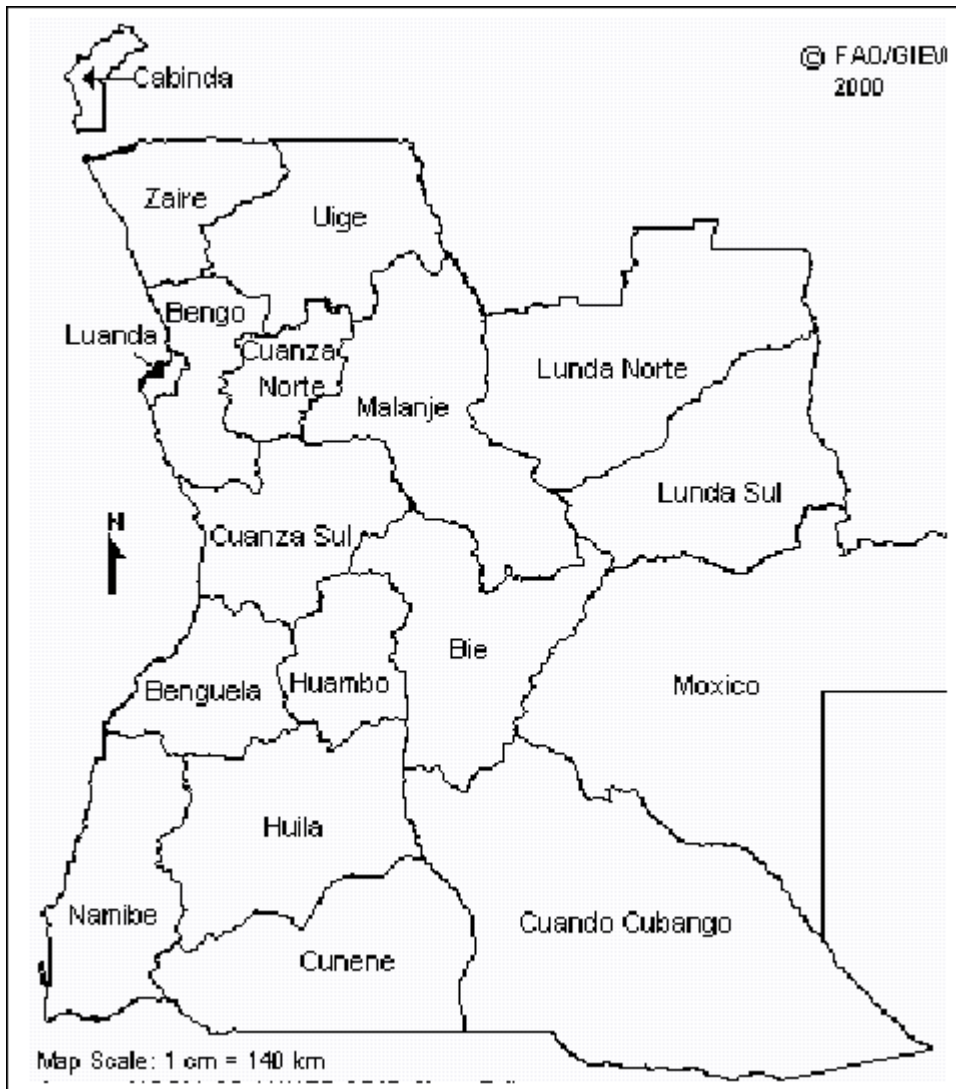 © FAO/GIEW
2000
Cabinda
Zaire
Uige
Bengo
Luanda
Cuanza
Norte
Lunda Norte
Malanje
Lunda Sul
N
Cuanza Sul
Bie
Benguela
Huambo
Moxico
Huila
Namibe
Cuando Cubango
Cunene
Map Scale: 1 cm = 140 km